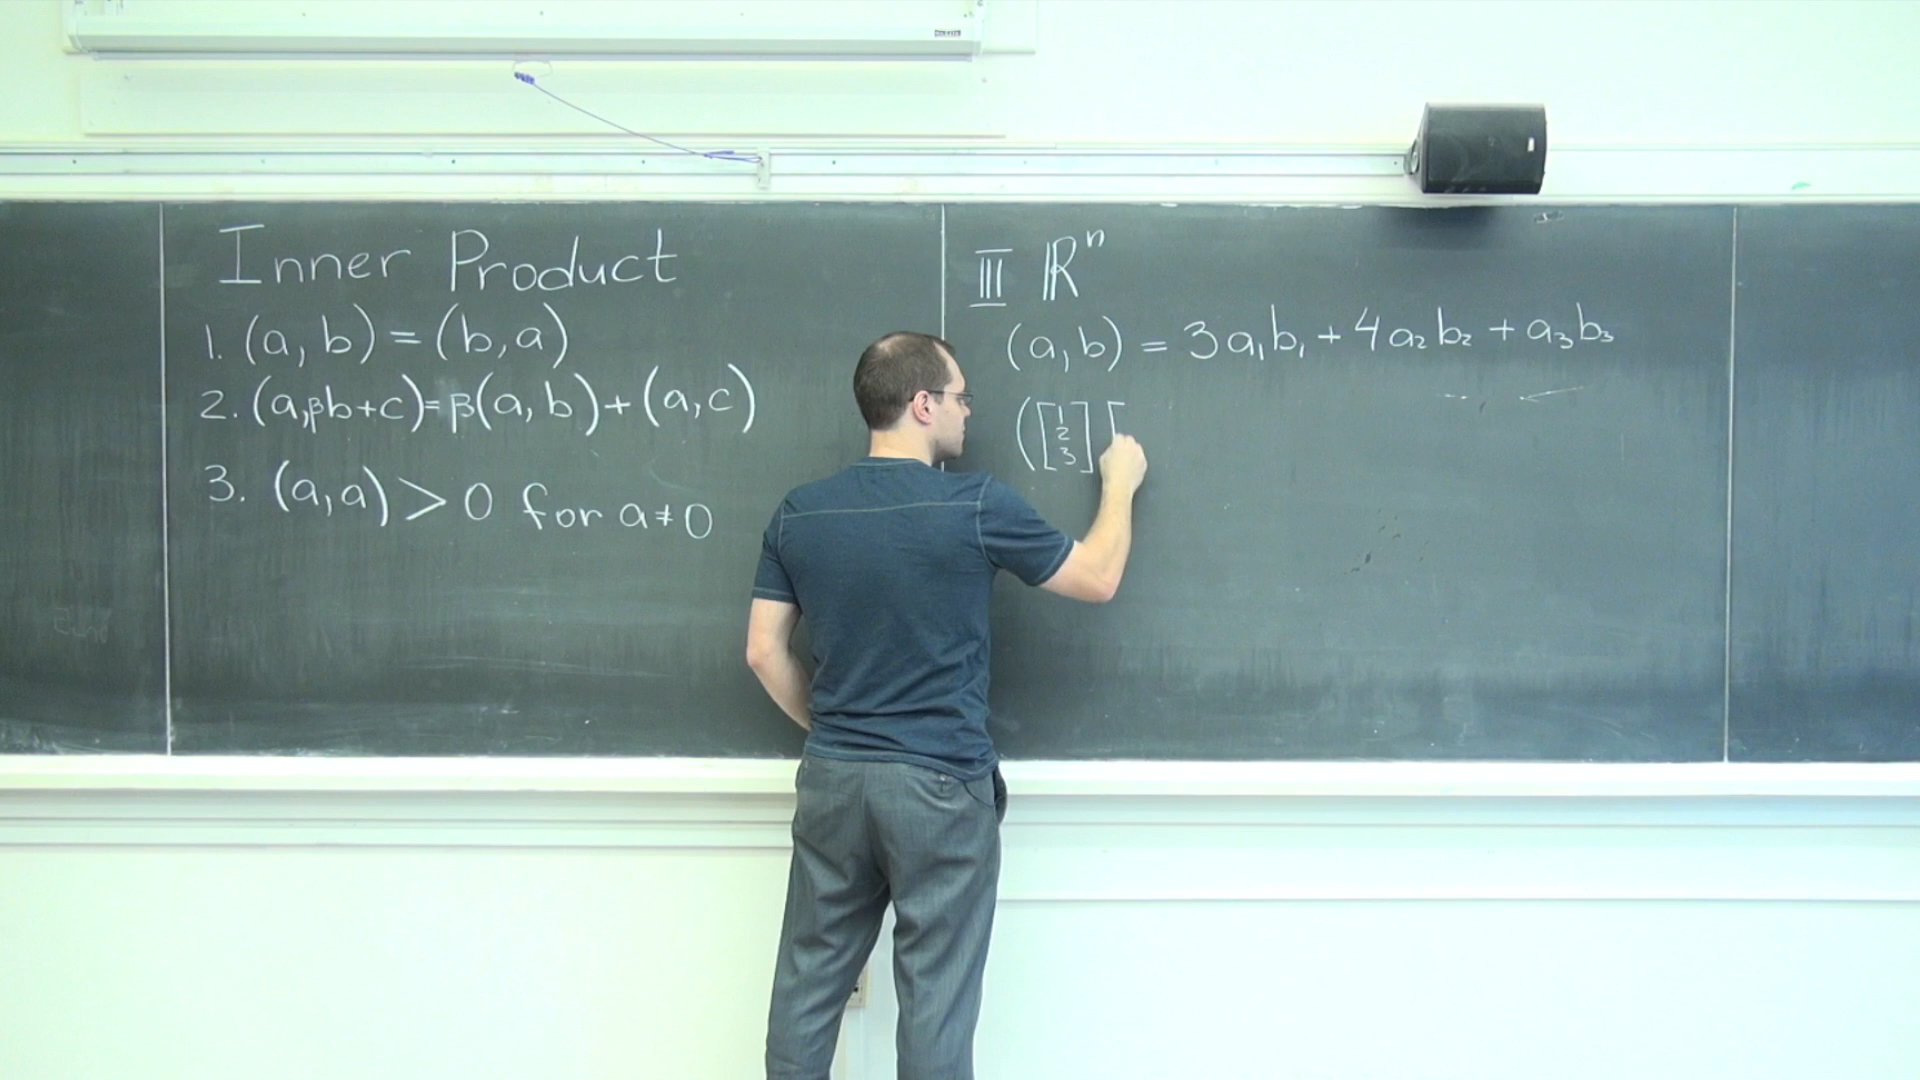 Inner Product
1. (a, b) = (b, a)
2. (a, βb+c) = β(a, b) + (a, c)
3. (a, a) > 0 for a ≠ 0
III ℝⁿ
(a, b) = 3a₁b₁ + 4a₂b₂ + a₃b₃
([1 2 3] [